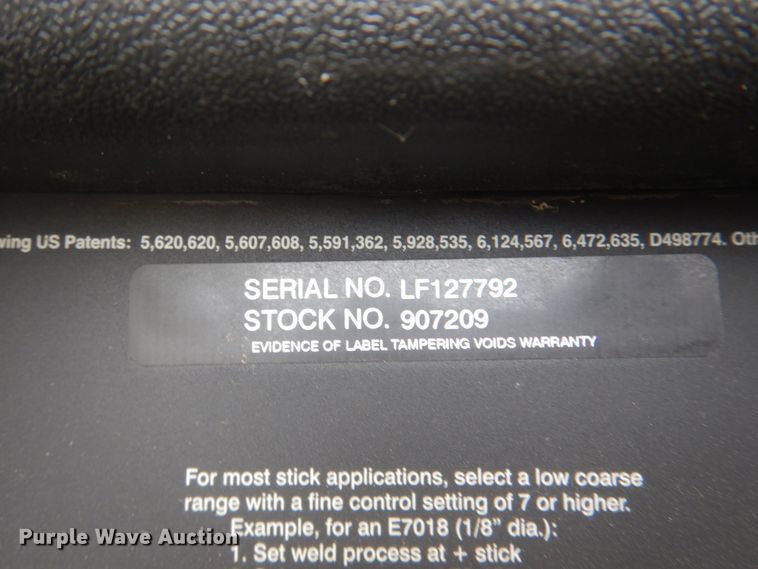 wing US Patents: 5,620,620, 5,607,608, 5,591,362, 5,928,535, 6,124,567, 6,472,635, D498774. Oth
SERIAL NO. LF127792
STOCK NO. 907209
EVIDENCE OF LABEL TAMPERING VOIDS WARRANTY
For most stick applications, select a low coarse
range with a fine control setting of 7 or higher.
Example, for an E7018 (1/8" dia.):
1. Set weld process at + stick
Purple Wave Auction